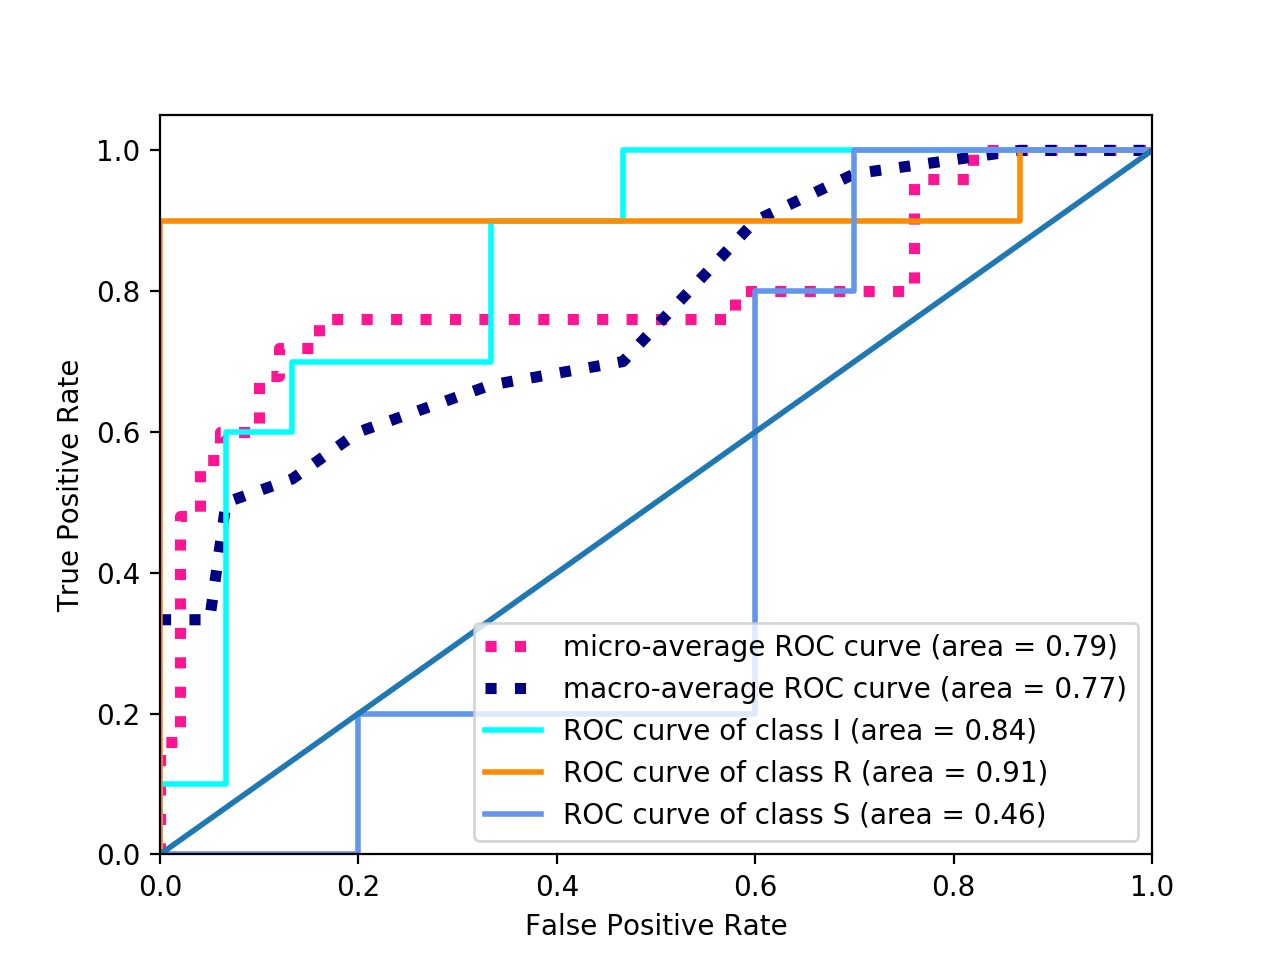 1.0
0.8
0.6
0.4
0.2
0.0
True Positive Rate
micro-average ROC curve (area = 0.79)
macro-average ROC curve (area = 0.77)
ROC curve of class I (area = 0.84)
ROC curve of class R (area = 0.91)
ROC curve of class S (area = 0.46)
0.0 0.2 0.4 0.6 0.8 1.0
False Positive Rate